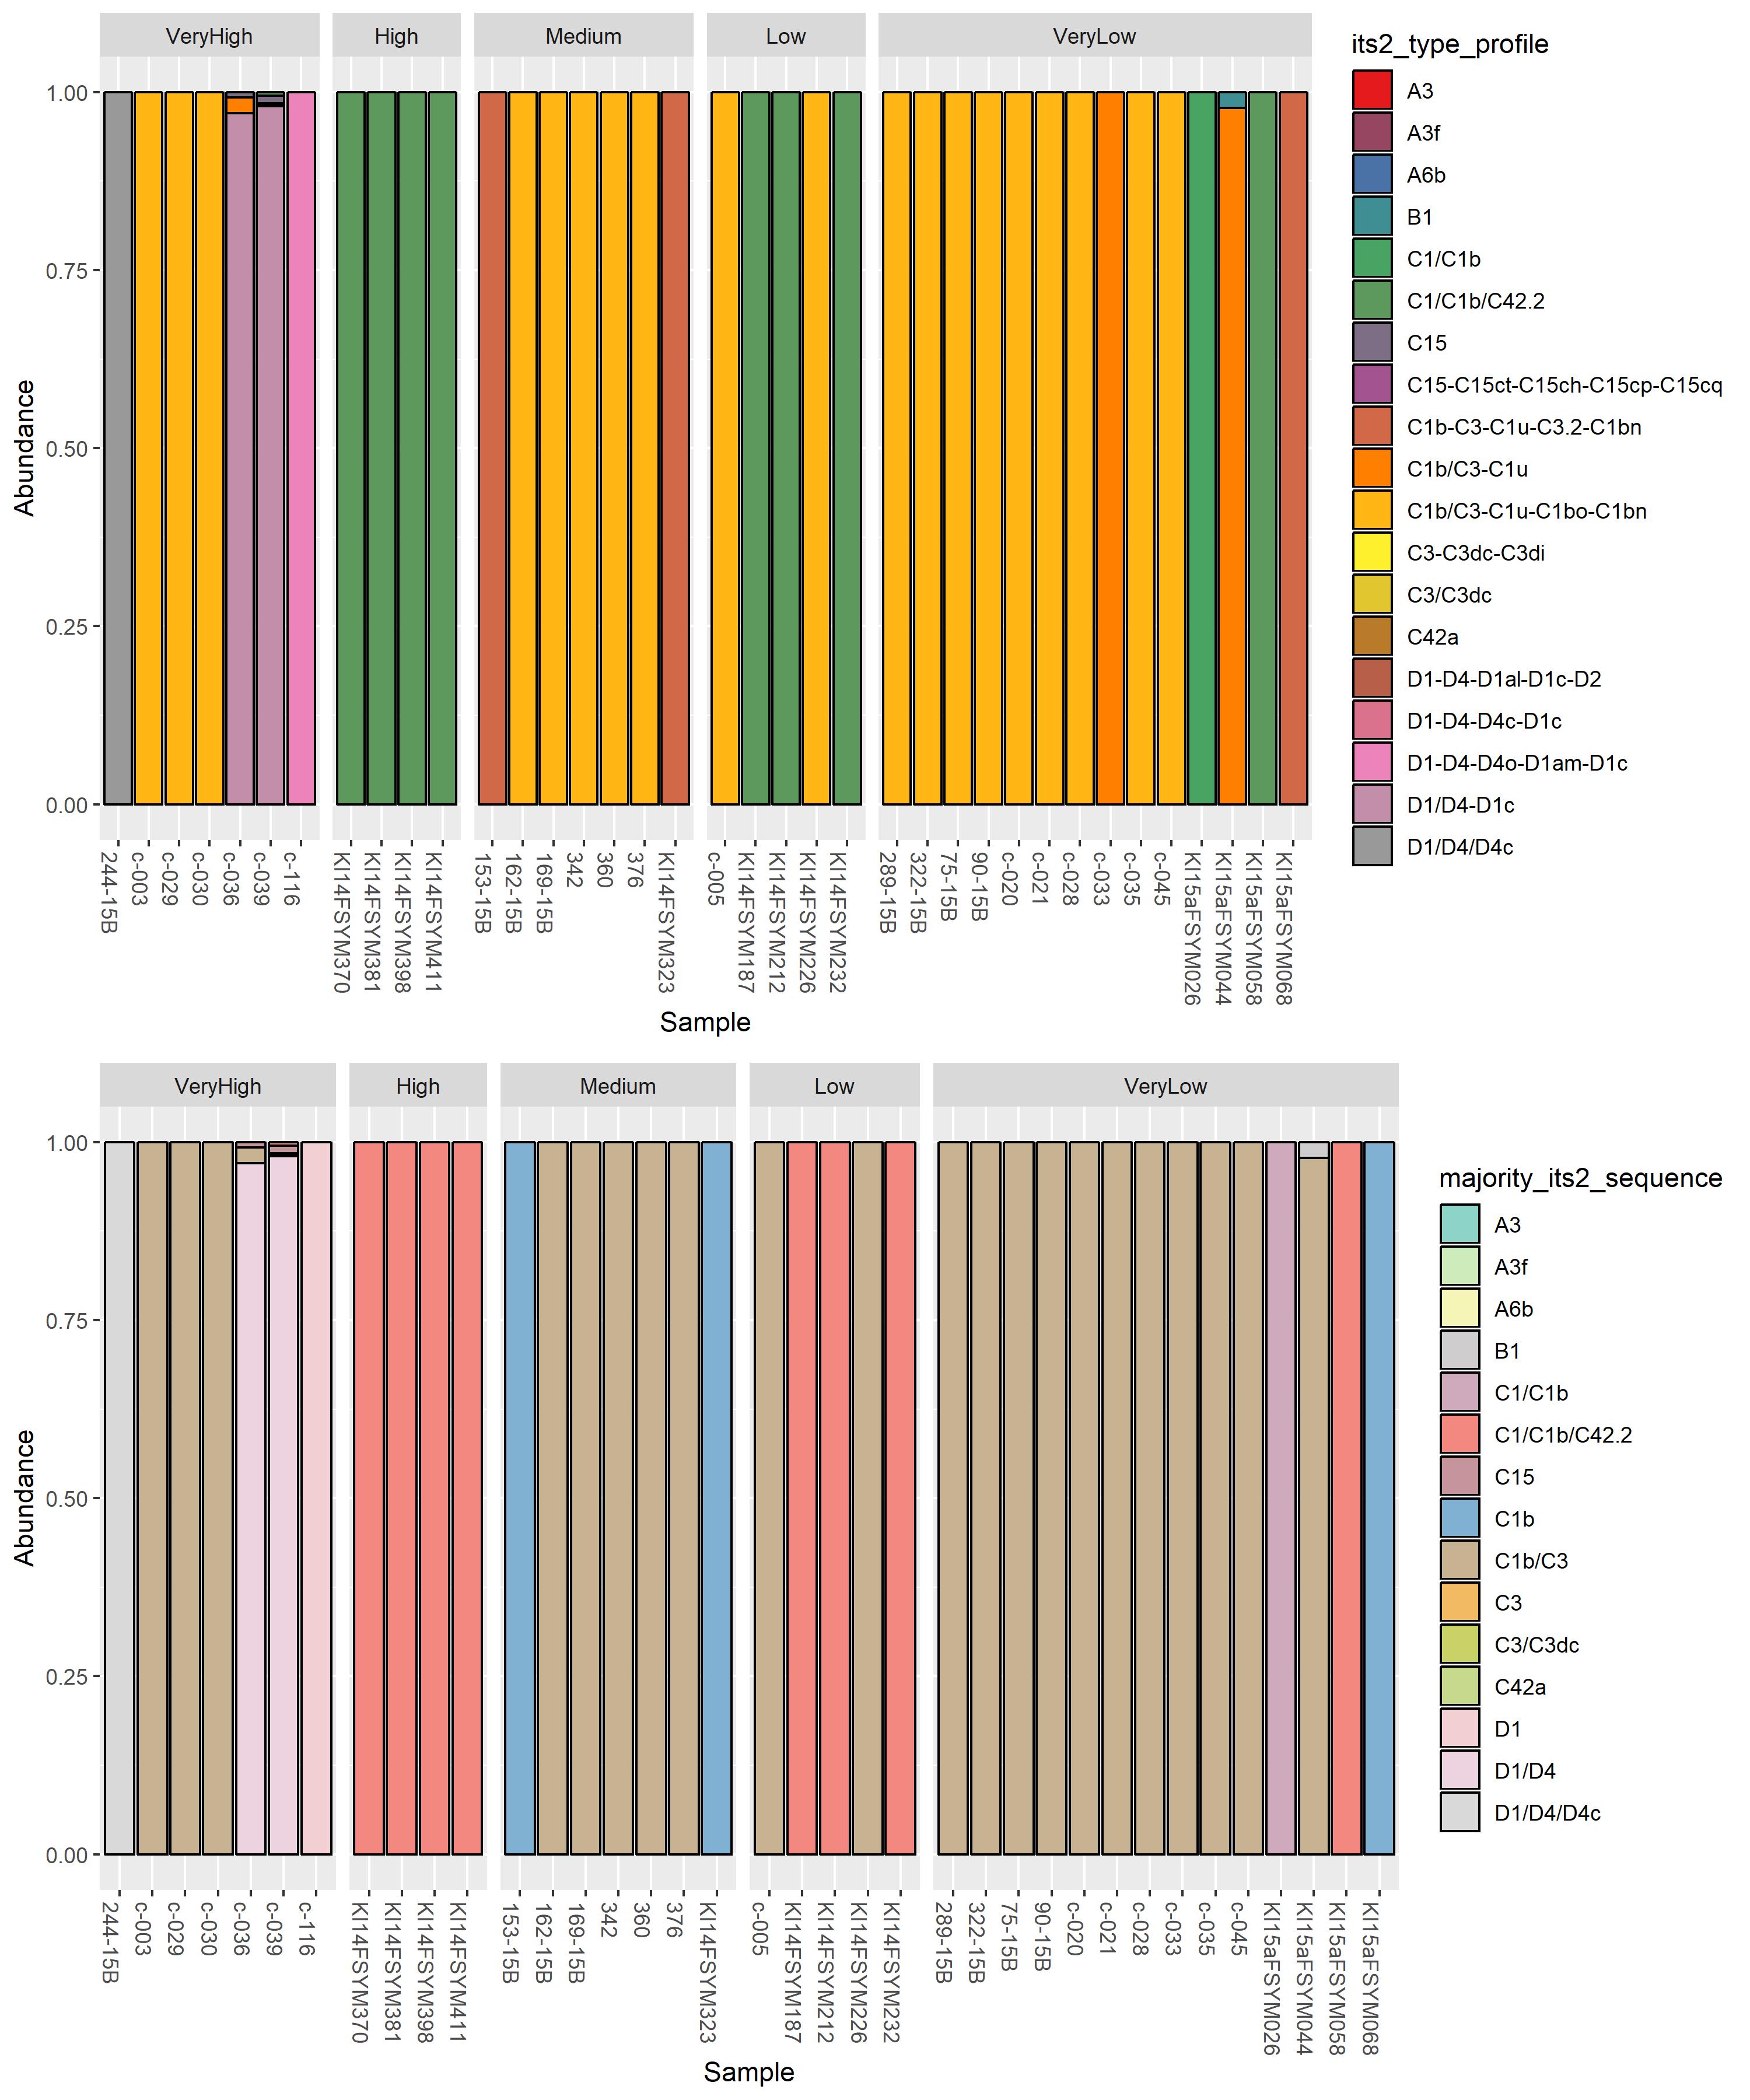 VeryHigh High Medium Low VeryLow
its2_type_profile
A3
A3f
A6b
B1
C1/C1b
C1/C1b/C42.2
C15
C15-C15ct-C15ch-C15cp-C15cq
C1b-C3-C1u-C3.2-C1bn
C1b/C3-C1u
C1b/C3-C1u-C1bo-C1bn
C3-C3dc-C3di
C3/C3dc
C42a
D1-D4-D1al-D1c-D2
D1-D4-D4c-D1c
D1-D4-D4o-D1am-D1c
D1/D4-D1c
D1/D4/D4c
Abundance
1.00
0.75
0.50
0.25
0.00
244-15B
c-003
c-029
c-030
c-036
c-039
c-116
KI14FSYM370
KI14FSYM381
KI14FSYM398
KI14FSYM411
153-15B
162-15B
169-15B
342
360
376
KI14FSYM323
c-005
KI14FSYM187
KI14FSYM212
KI14FSYM226
KI14FSYM232
289-15B
322-15B
75-15B
90-15B
c-020
c-021
c-028
c-033
c-035
c-045
KI15aFSYM026
KI15aFSYM044
KI15aFSYM058
KI15aFSYM068
Sample
VeryHigh High Medium Low VeryLow
majority_its2_sequence
A3
A3f
A6b
B1
C1/C1b
C1/C1b/C42.2
C15
C1b
C1b/C3
C3
C3/C3dc
C42a
D1
D1/D4
D1/D4/D4c
Abundance
1.00
0.75
0.50
0.25
0.00
244-15B
c-003
c-029
c-030
c-036
c-039
c-116
KI14FSYM370
KI14FSYM381
KI14FSYM398
KI14FSYM411
153-15B
162-15B
169-15B
342
360
376
KI14FSYM323
c-005
KI14FSYM187
KI14FSYM212
KI14FSYM226
KI14FSYM232
289-15B
322-15B
75-15B
90-15B
c-020
c-021
c-028
c-033
c-035
c-045
KI15aFSYM026
KI15aFSYM044
KI15aFSYM058
KI15aFSYM068
Sample